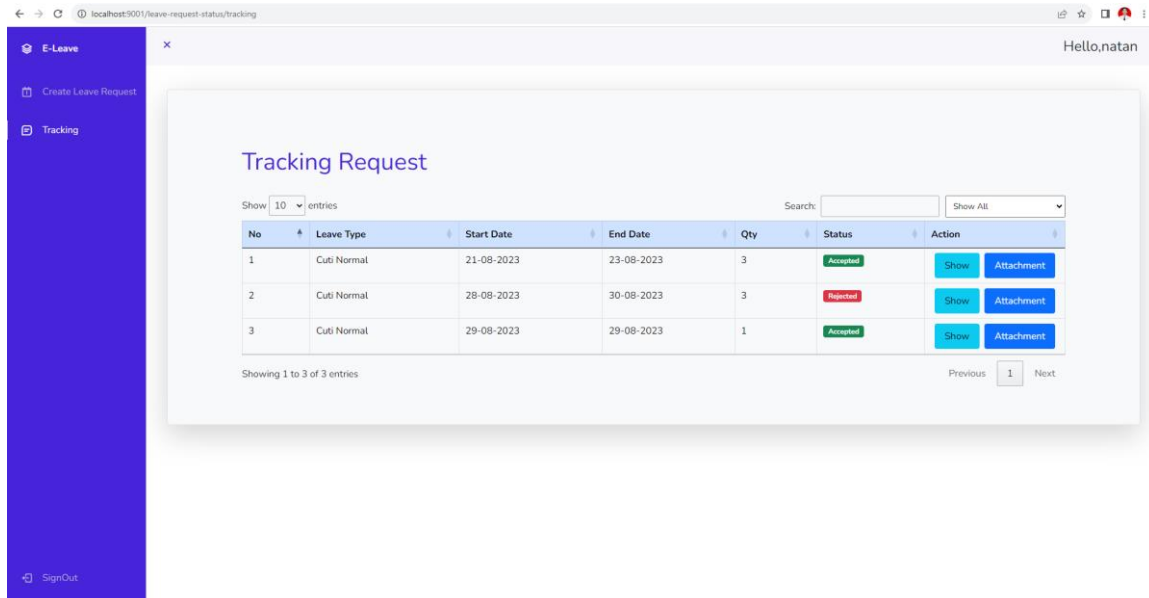 localhost:9001/leave-request-status/tracking
E-Leave
Hello,natan
Create Leave Request
Tracking
Tracking Request
Show 10 entries Search: Show All
No Leave Type Start Date End Date Qty Status Action
1 Cuti Normal 21-08-2023 23-08-2023 3 Accepted Show Attachment
2 Cuti Normal 28-08-2023 30-08-2023 3 Rejected Show Attachment
3 Cuti Normal 29-08-2023 29-08-2023 1 Accepted Show Attachment
Showing 1 to 3 of 3 entries Previous 1 Next
SignOut